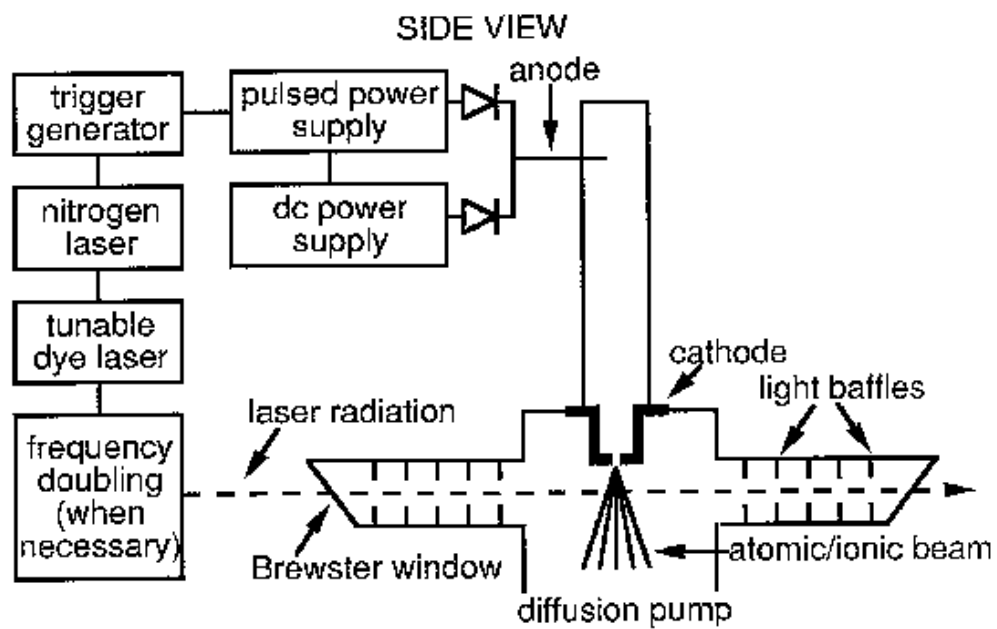 SIDE VIEW
anode
trigger
generator
pulsed power
supply
nitrogen
laser
dc power
supply
tunable
dye laser
cathode
light baffles
laser radiation
frequency
doubling
(when
necessary)
Brewster window
atomic/ionic beam
diffusion pump